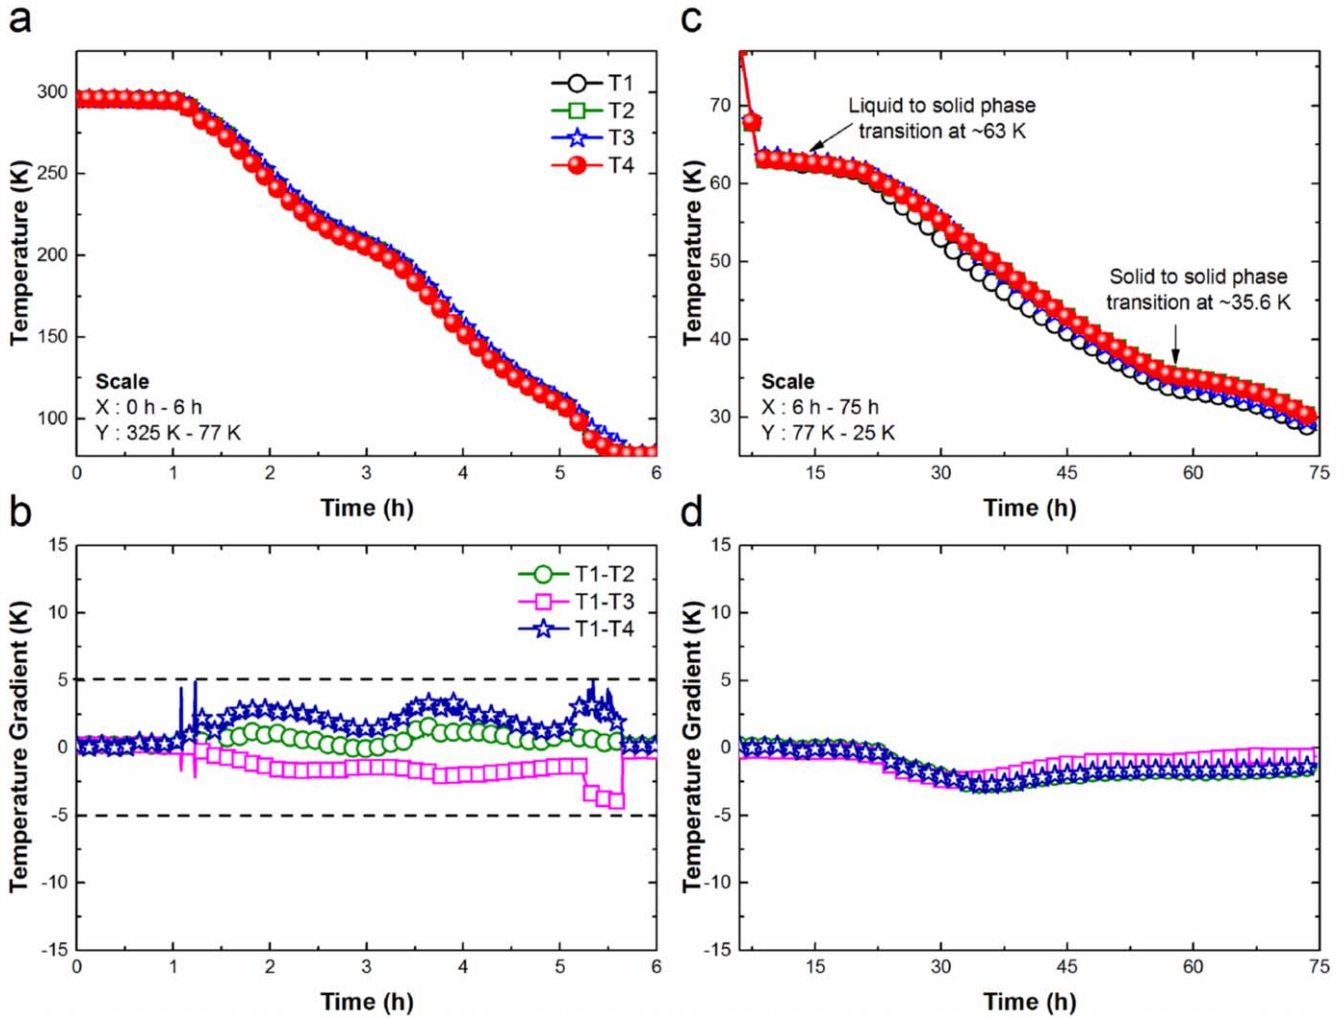 a
Temperature (K)
300
250
200
150
100
T1
T2
T3
T4
Scale
X : 0 h - 6 h
Y : 325 K - 77 K
0 1 2 3 4 5 6
Time (h)
c
Temperature (K)
70
60
50
40
30
Liquid to solid phase
transition at ~63 K
Solid to solid phase
transition at ~35.6 K
Scale
X : 6 h - 75 h
Y : 77 K - 25 K
15 30 45 60 75
Time (h)
b
Temperature Gradient (K)
15
10
5
0
-5
-10
-15
T1-T2
T1-T3
T1-T4
0 1 2 3 4 5 6
Time (h)
d
Temperature Gradient (K)
15
10
5
0
-5
-10
-15
15 30 45 60 75
Time (h)